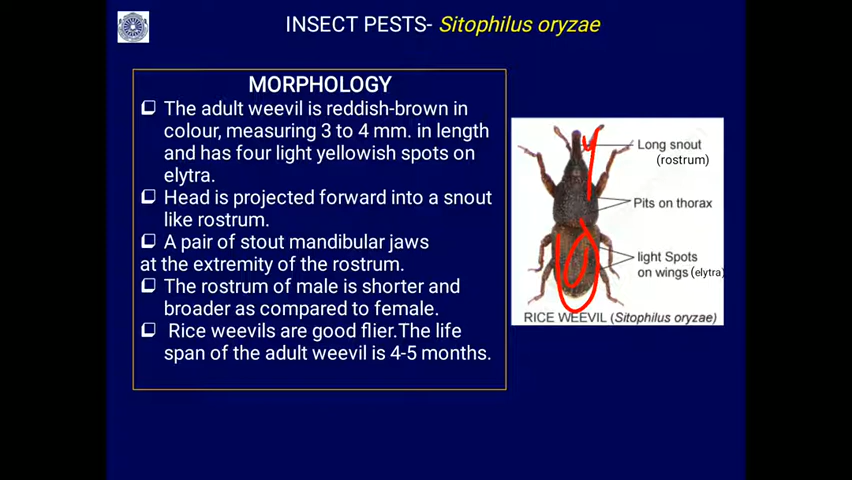 INSECT PESTS- Sitophilus oryzae
MORPHOLOGY
❑ The adult weevil is reddish-brown in
colour, measuring 3 to 4 mm. in length
and has four light yellowish spots on
elytra.
❑ Head is projected forward into a snout
like rostrum.
❑ A pair of stout mandibular jaws
at the extremity of the rostrum.
❑ The rostrum of male is shorter and
broader as compared to female.
❑ Rice weevils are good flier.The life
span of the adult weevil is 4-5 months.
Long snout
(rostrum)
Pits on thorax
light Spots
on wings (elytra)
RICE WEEVIL (Sitophilus oryzae)